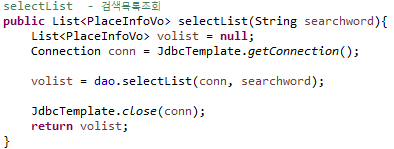 selectList  - 검색목록조회
public List<PlaceInfoVo> selectList(String searchword){
    List<PlaceInfoVo> volist = null;
    Connection conn = JdbcTemplate.getConnection();

    volist = dao.selectList(conn, searchword);

    JdbcTemplate.close(conn);
    return volist;
}